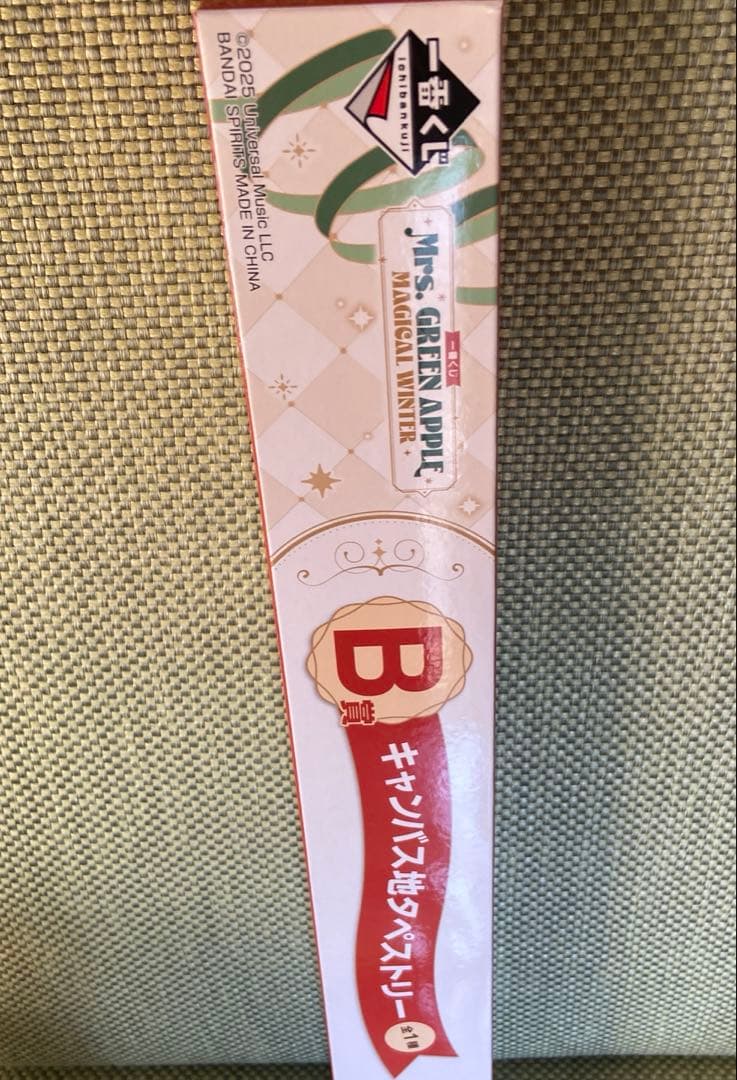 一番くじ
ichibankuji
一番くじ
Mrs. GREEN APPLE
MAGICAL WINTER
©2025 Universal Music LLC
BANDAI SPIRITS MADE IN CHINA
B賞
キャンバス地タペストリー
全1種